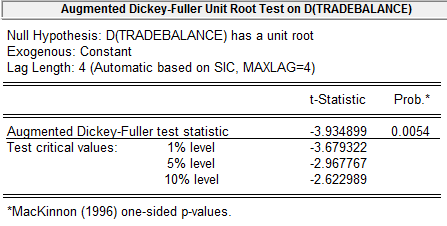 Augmented Dickey-Fuller Unit Root Test on D(TRADEBALANCE)
Null Hypothesis: D(TRADEBALANCE) has a unit root
Exogenous: Constant
Lag Length: 4 (Automatic based on SIC, MAXLAG=4)
t-Statistic Prob.*
Augmented Dickey-Fuller test statistic -3.934899 0.0054
Test critical values: 1% level -3.679322
5% level -2.967767
10% level -2.622989
*MacKinnon (1996) one-sided p-values.